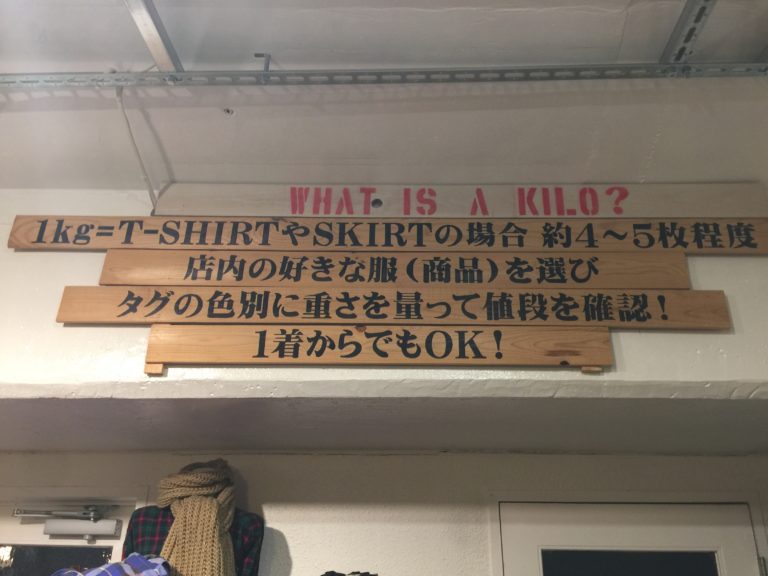 WHAT IS A KILO?
1kg=T-SHIRTやSKIRTの場合 約4〜5枚程度
店内の好きな服(商品)を選び
タグの色別に重さを量って値段を確認!
1着からでもOK!